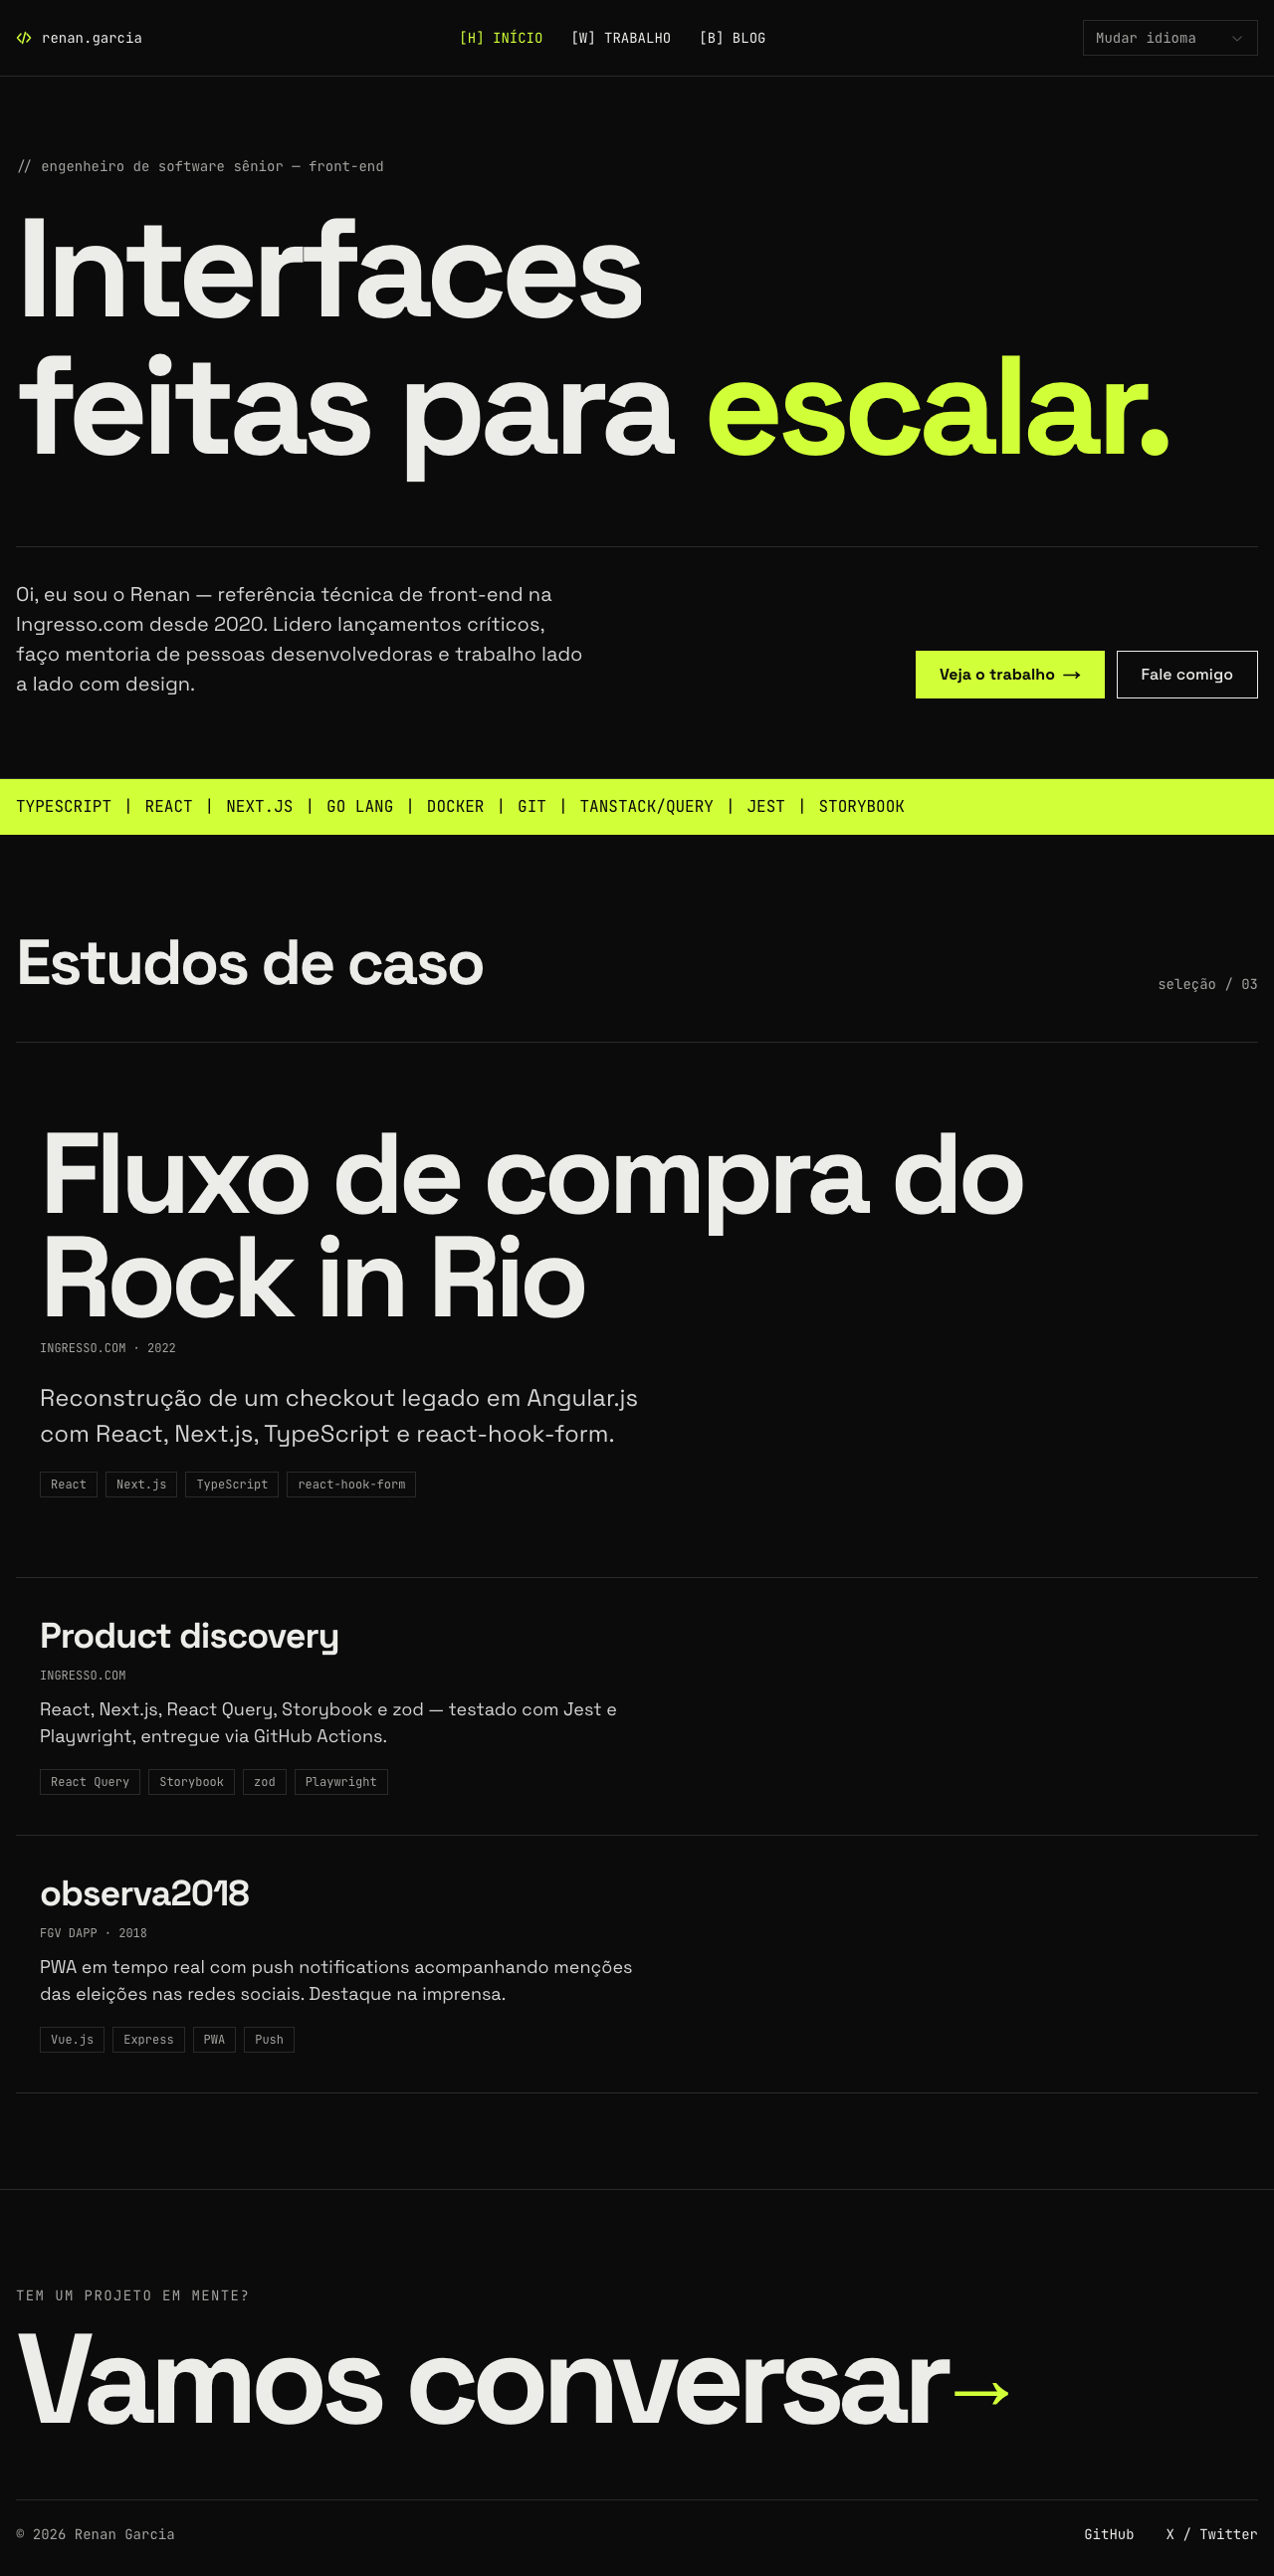 renan.garcia
[H] INÍCIO [W] TRABALHO [B] BLOG
Mudar idioma
// engenheiro de software sênior — front-end
Interfaces
feitas para escalar.
Oi, eu sou o Renan — referência técnica de front-end na
Ingresso.com desde 2020. Lidero lançamentos críticos,
faço mentoria de pessoas desenvolvedoras e trabalho lado
a lado com design.
Veja o trabalho →
Fale comigo
TYPESCRIPT | REACT | NEXT.JS | GO LANG | DOCKER | GIT | TANSTACK/QUERY | JEST | STORYBOOK
Estudos de caso
seleção / 03
Fluxo de compra do
Rock in Rio
INGRESSO.COM · 2022
Reconstrução de um checkout legado em Angular.js
com React, Next.js, TypeScript e react-hook-form.
React Next.js TypeScript react-hook-form
Product discovery
INGRESSO.COM
React, Next.js, React Query, Storybook e zod — testado com Jest e
Playwright, entregue via GitHub Actions.
React Query Storybook zod Playwright
observa2018
FGV DAPP · 2018
PWA em tempo real com push notifications acompanhando menções
das eleições nas redes sociais. Destaque na imprensa.
Vue.js Express PWA Push
TEM UM PROJETO EM MENTE?
Vamos conversar→
© 2026 Renan Garcia
GitHub X / Twitter